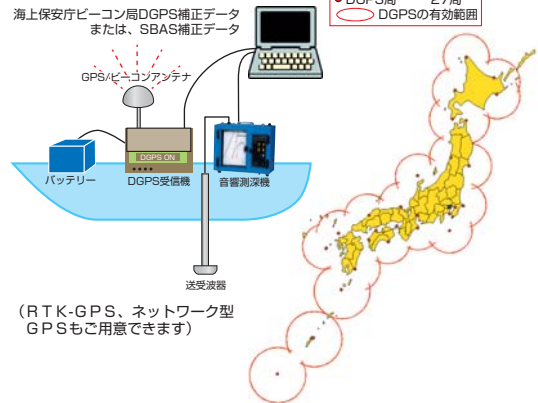 海上保安庁ビーコン局DGPS補正データ
または、SBAS補正データ
GPS/ビーコンアンテナ
DGPS ON
バッテリー
DGPS受信機
音響測深機
送受波器
(RTK-GPS、ネットワーク型
GPSもご用意できます)
DGPS局 27局
DGPSの有効範囲